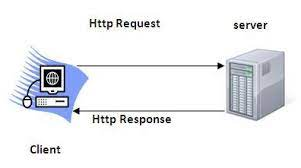 Http Request
server
Http Response
Client